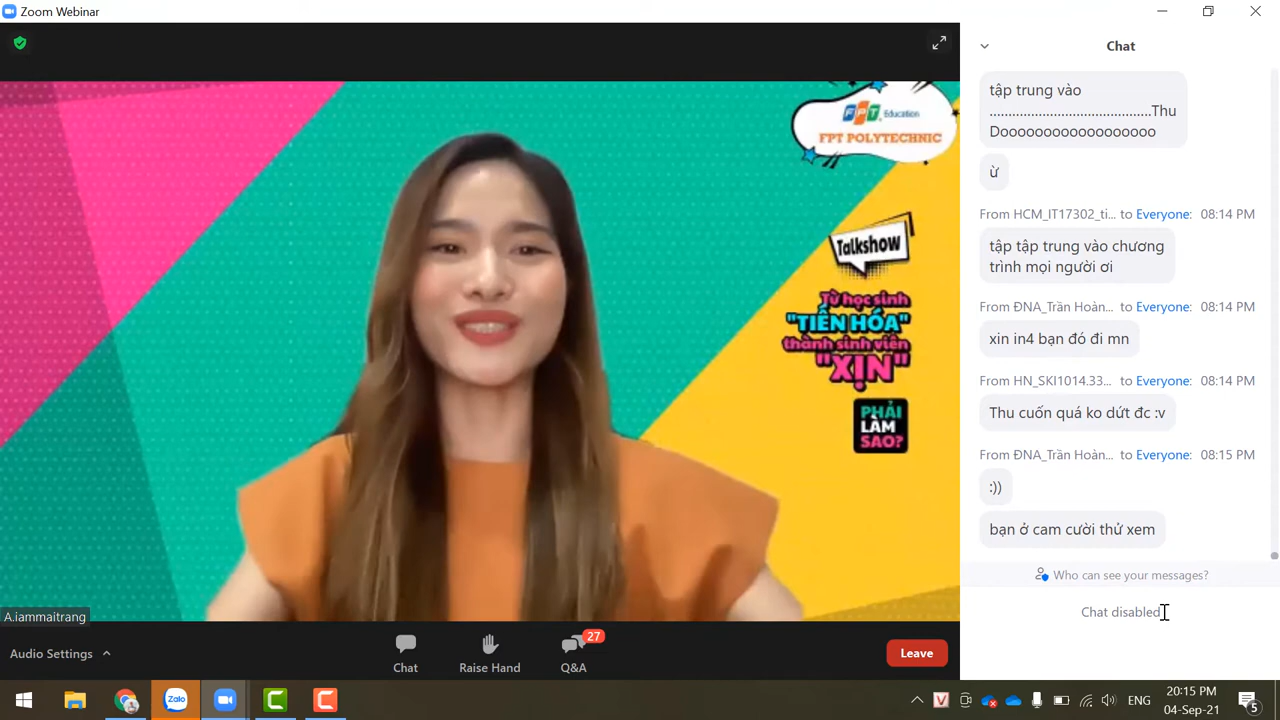 Zoom Webinar
FPT Education
FPT POLYTECHNIC
Talkshow
Từ học sinh
"TIẾN HÓA"
thành sinh viên
"XỊN"
PHẢI
LÀM
SAO?
A.iammaitrang
Audio Settings
Chat
Raise Hand
27
Q&A
Leave
Chat
tập trung vào
..........................................Thu
Doooooooooooooooooo
ừ
From HCM_IT17302_ti... to Everyone: 08:14 PM
tập tập trung vào chương
trình mọi người ơi
From ĐNA_Trần Hoàn... to Everyone: 08:14 PM
xin in4 bạn đó đi mn
From HN_SKI1014.33... to Everyone: 08:14 PM
Thu cuốn quá ko dứt đc :v
From ĐNA_Trần Hoàn... to Everyone: 08:15 PM
:))
bạn ở cam cười thử xem
Who can see your messages?
Chat disabled
Zalo
ENG
20:15 PM
04-Sep-21
5